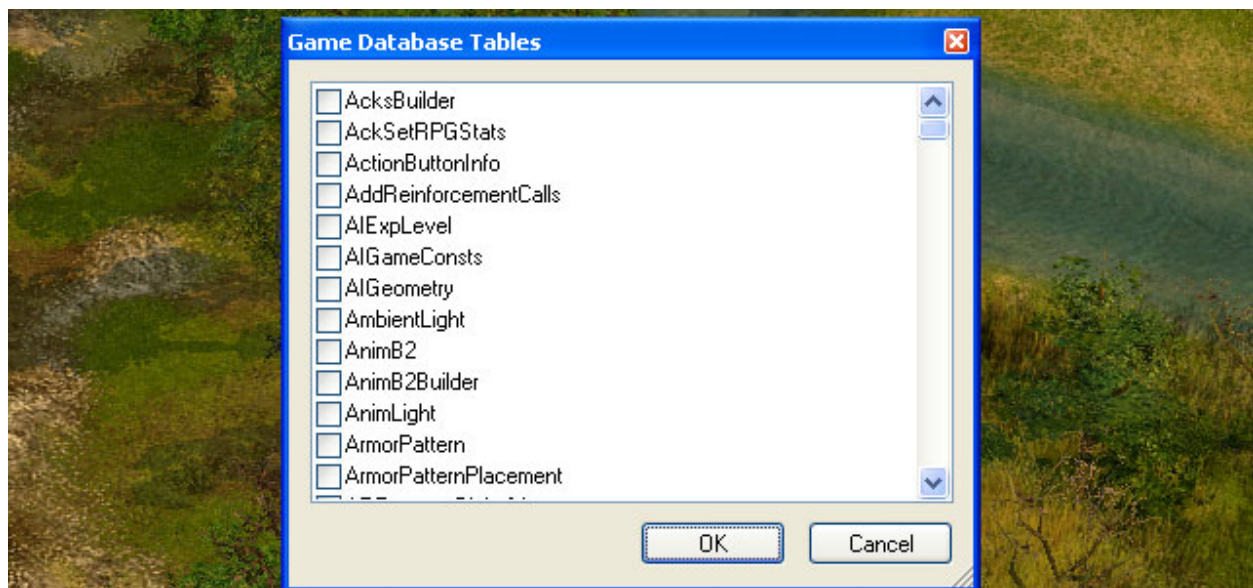 Game Database Tables
AcksBuilder
AckSetRPGStats
ActionButtonInfo
AddReinforcementCalls
AIExpLevel
AIGameConsts
AIGeometry
AmbientLight
AnimB2
AnimB2Builder
AnimLight
ArmorPattern
ArmorPatternPlacement
OK Cancel